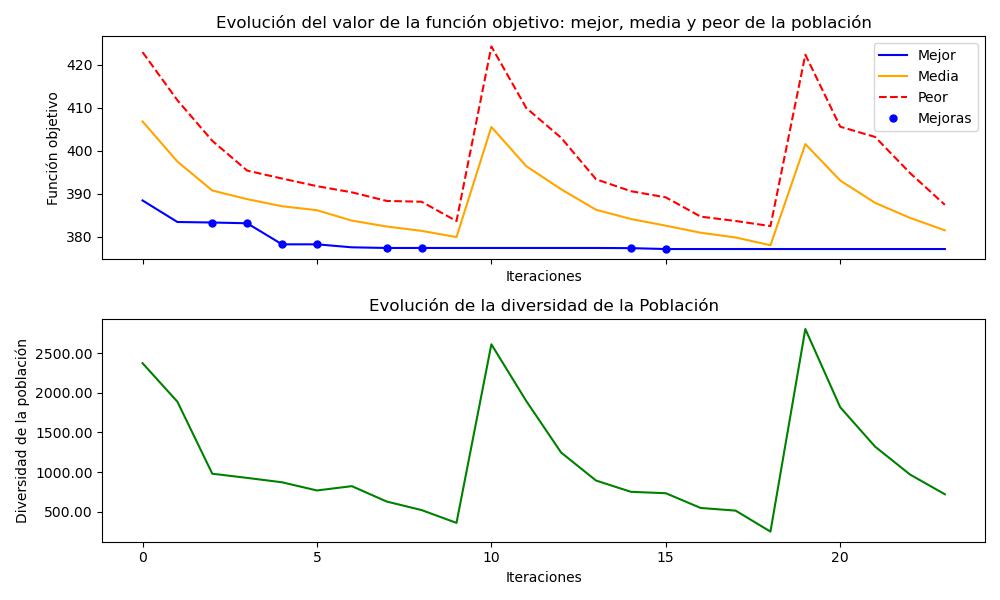 Evolución del valor de la función objetivo: mejor, media y peor de la población
420
410
400
390
380
Función objetivo
Mejor
Media
Peor
Mejoras
Iteraciones
Evolución de la diversidad de la Población
2500.00
2000.00
1500.00
1000.00
500.00
Diversidad de la población
0 5 10 15 20
Iteraciones